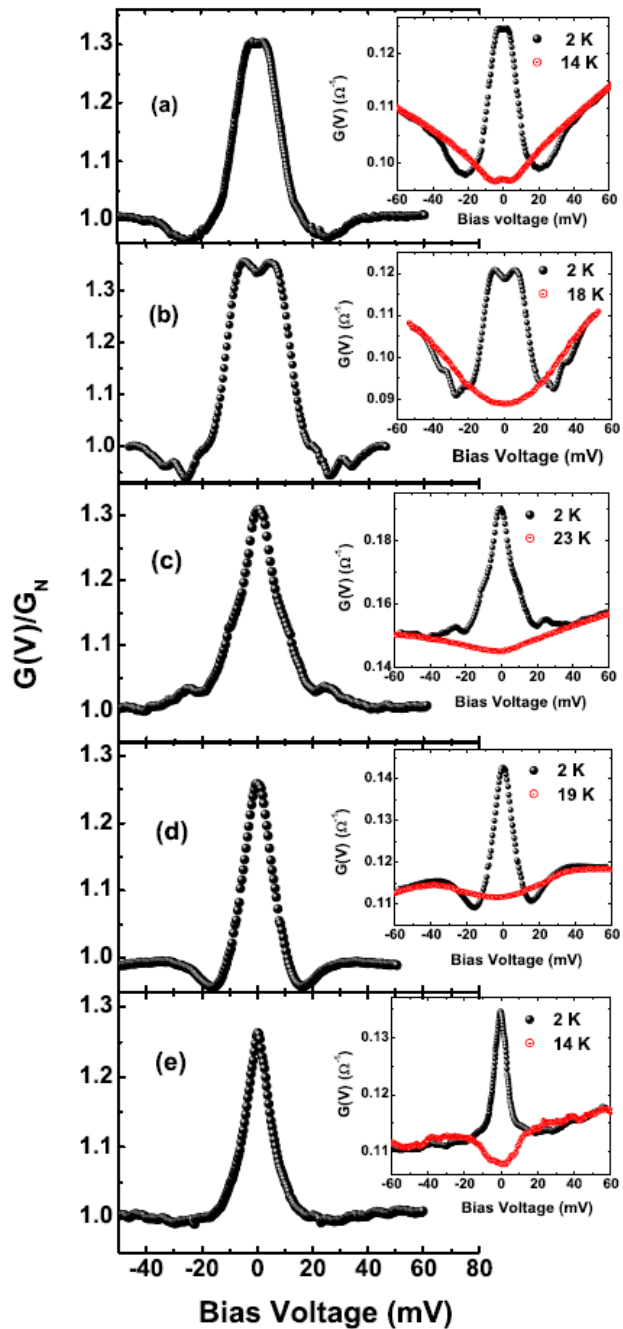 G(V)/G_N
1.3
1.2
1.1
1.0
(a)
G(V) (Ω⁻¹)
0.12
0.11
0.10
2 K
14 K
-60 -40 -20 0 20 40 60
Bias voltage (mV)
1.3
1.2
1.1
1.0
(b)
G(V) (Ω⁻¹)
0.12
0.11
0.10
0.09
2 K
18 K
-60 -40 -20 0 20 40 60
Bias Voltage (mV)
1.3
1.2
1.1
1.0
(c)
G(V) (Ω⁻¹)
0.18
0.16
0.14
2 K
23 K
-60 -40 -20 0 20 40 60
Bias Voltage (mV)
1.3
1.2
1.1
1.0
(d)
G(V) (Ω⁻¹)
0.14
0.13
0.12
0.11
2 K
19 K
-60 -40 -20 0 20 40 60
Bias Voltage (mV)
1.3
1.2
1.1
1.0
(e)
G(V) (Ω⁻¹)
0.13
0.12
0.11
2 K
14 K
-60 -40 -20 0 20 40 60
Bias Voltage (mV)
-40 -20 0 20 40 60 80
Bias Voltage (mV)